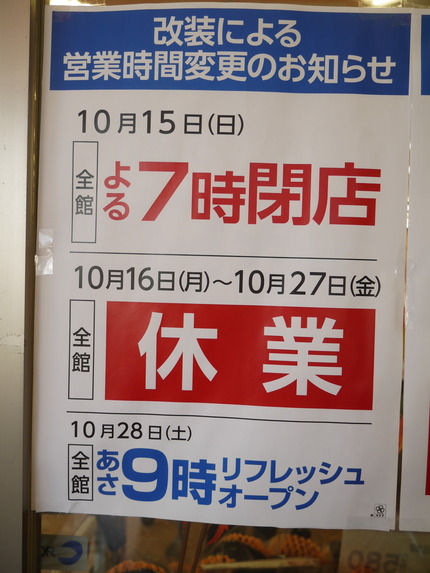 改装による
営業時間変更のお知らせ
10月15日(日)
全館
よる7時閉店
10月16日(月)～10月27日(金)
全館
休業
10月28日(土)
全館
あさ9時リフレッシュ
オープン